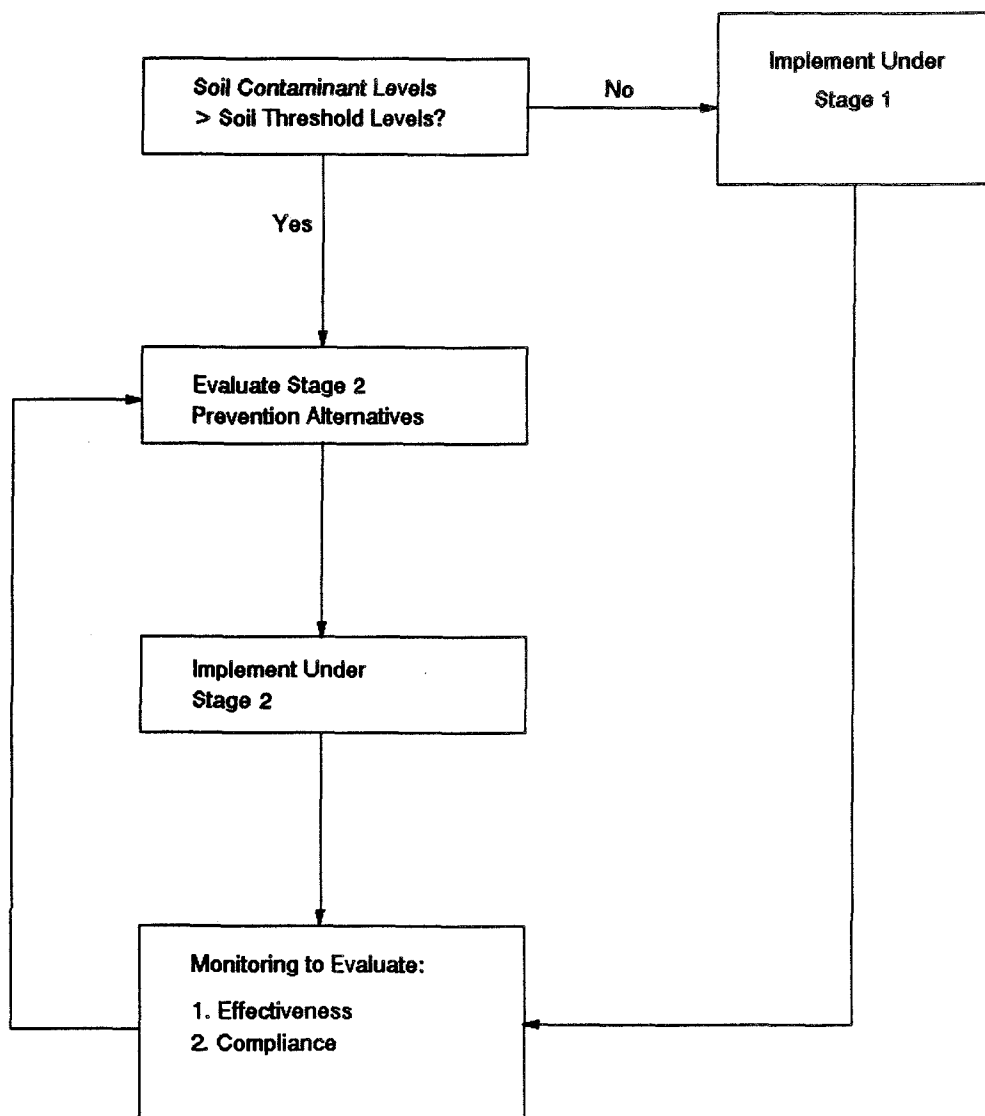 Soil Contaminant Levels
> Soil Threshold Levels?
No
Implement Under
Stage 1
Yes
Evaluate Stage 2
Prevention Alternatives
Implement Under
Stage 2
Monitoring to Evaluate:
1. Effectiveness
2. Compliance